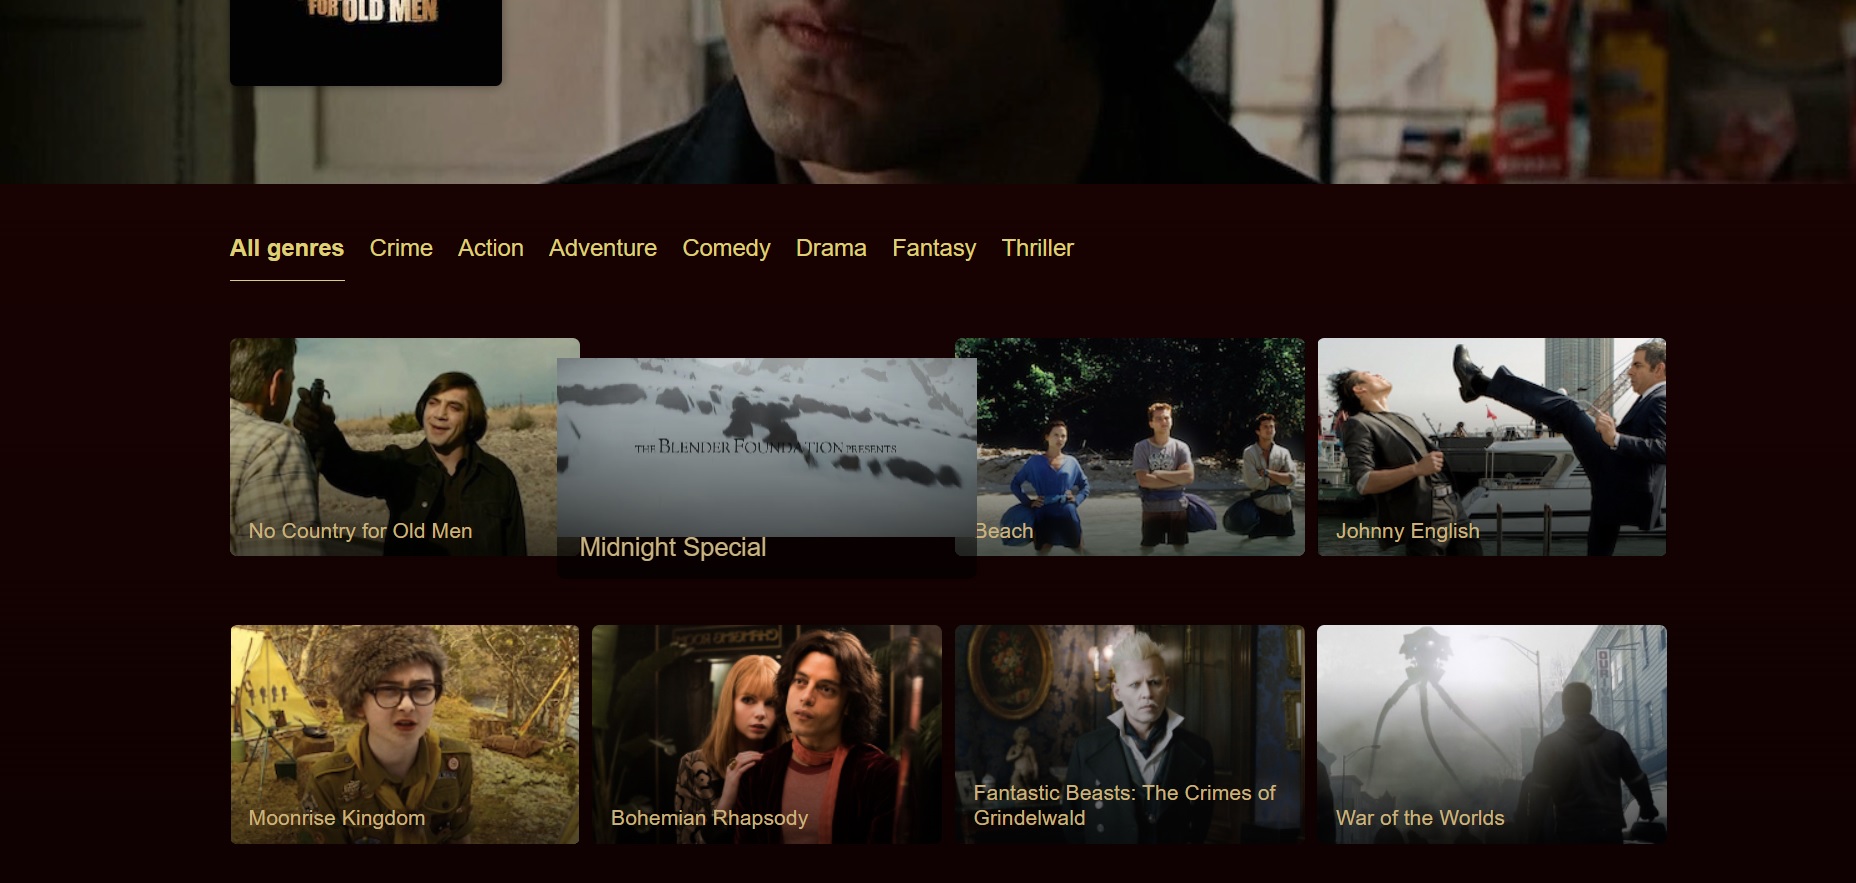 FOR OLD MEN
All genres Crime Action Adventure Comedy Drama Fantasy Thriller
THE BLENDER FOUNDATION PRESENTS
No Country for Old Men
Midnight Special
Beach
Johnny English
Moonrise Kingdom
Bohemian Rhapsody
Fantastic Beasts: The Crimes of
Grindelwald
War of the Worlds